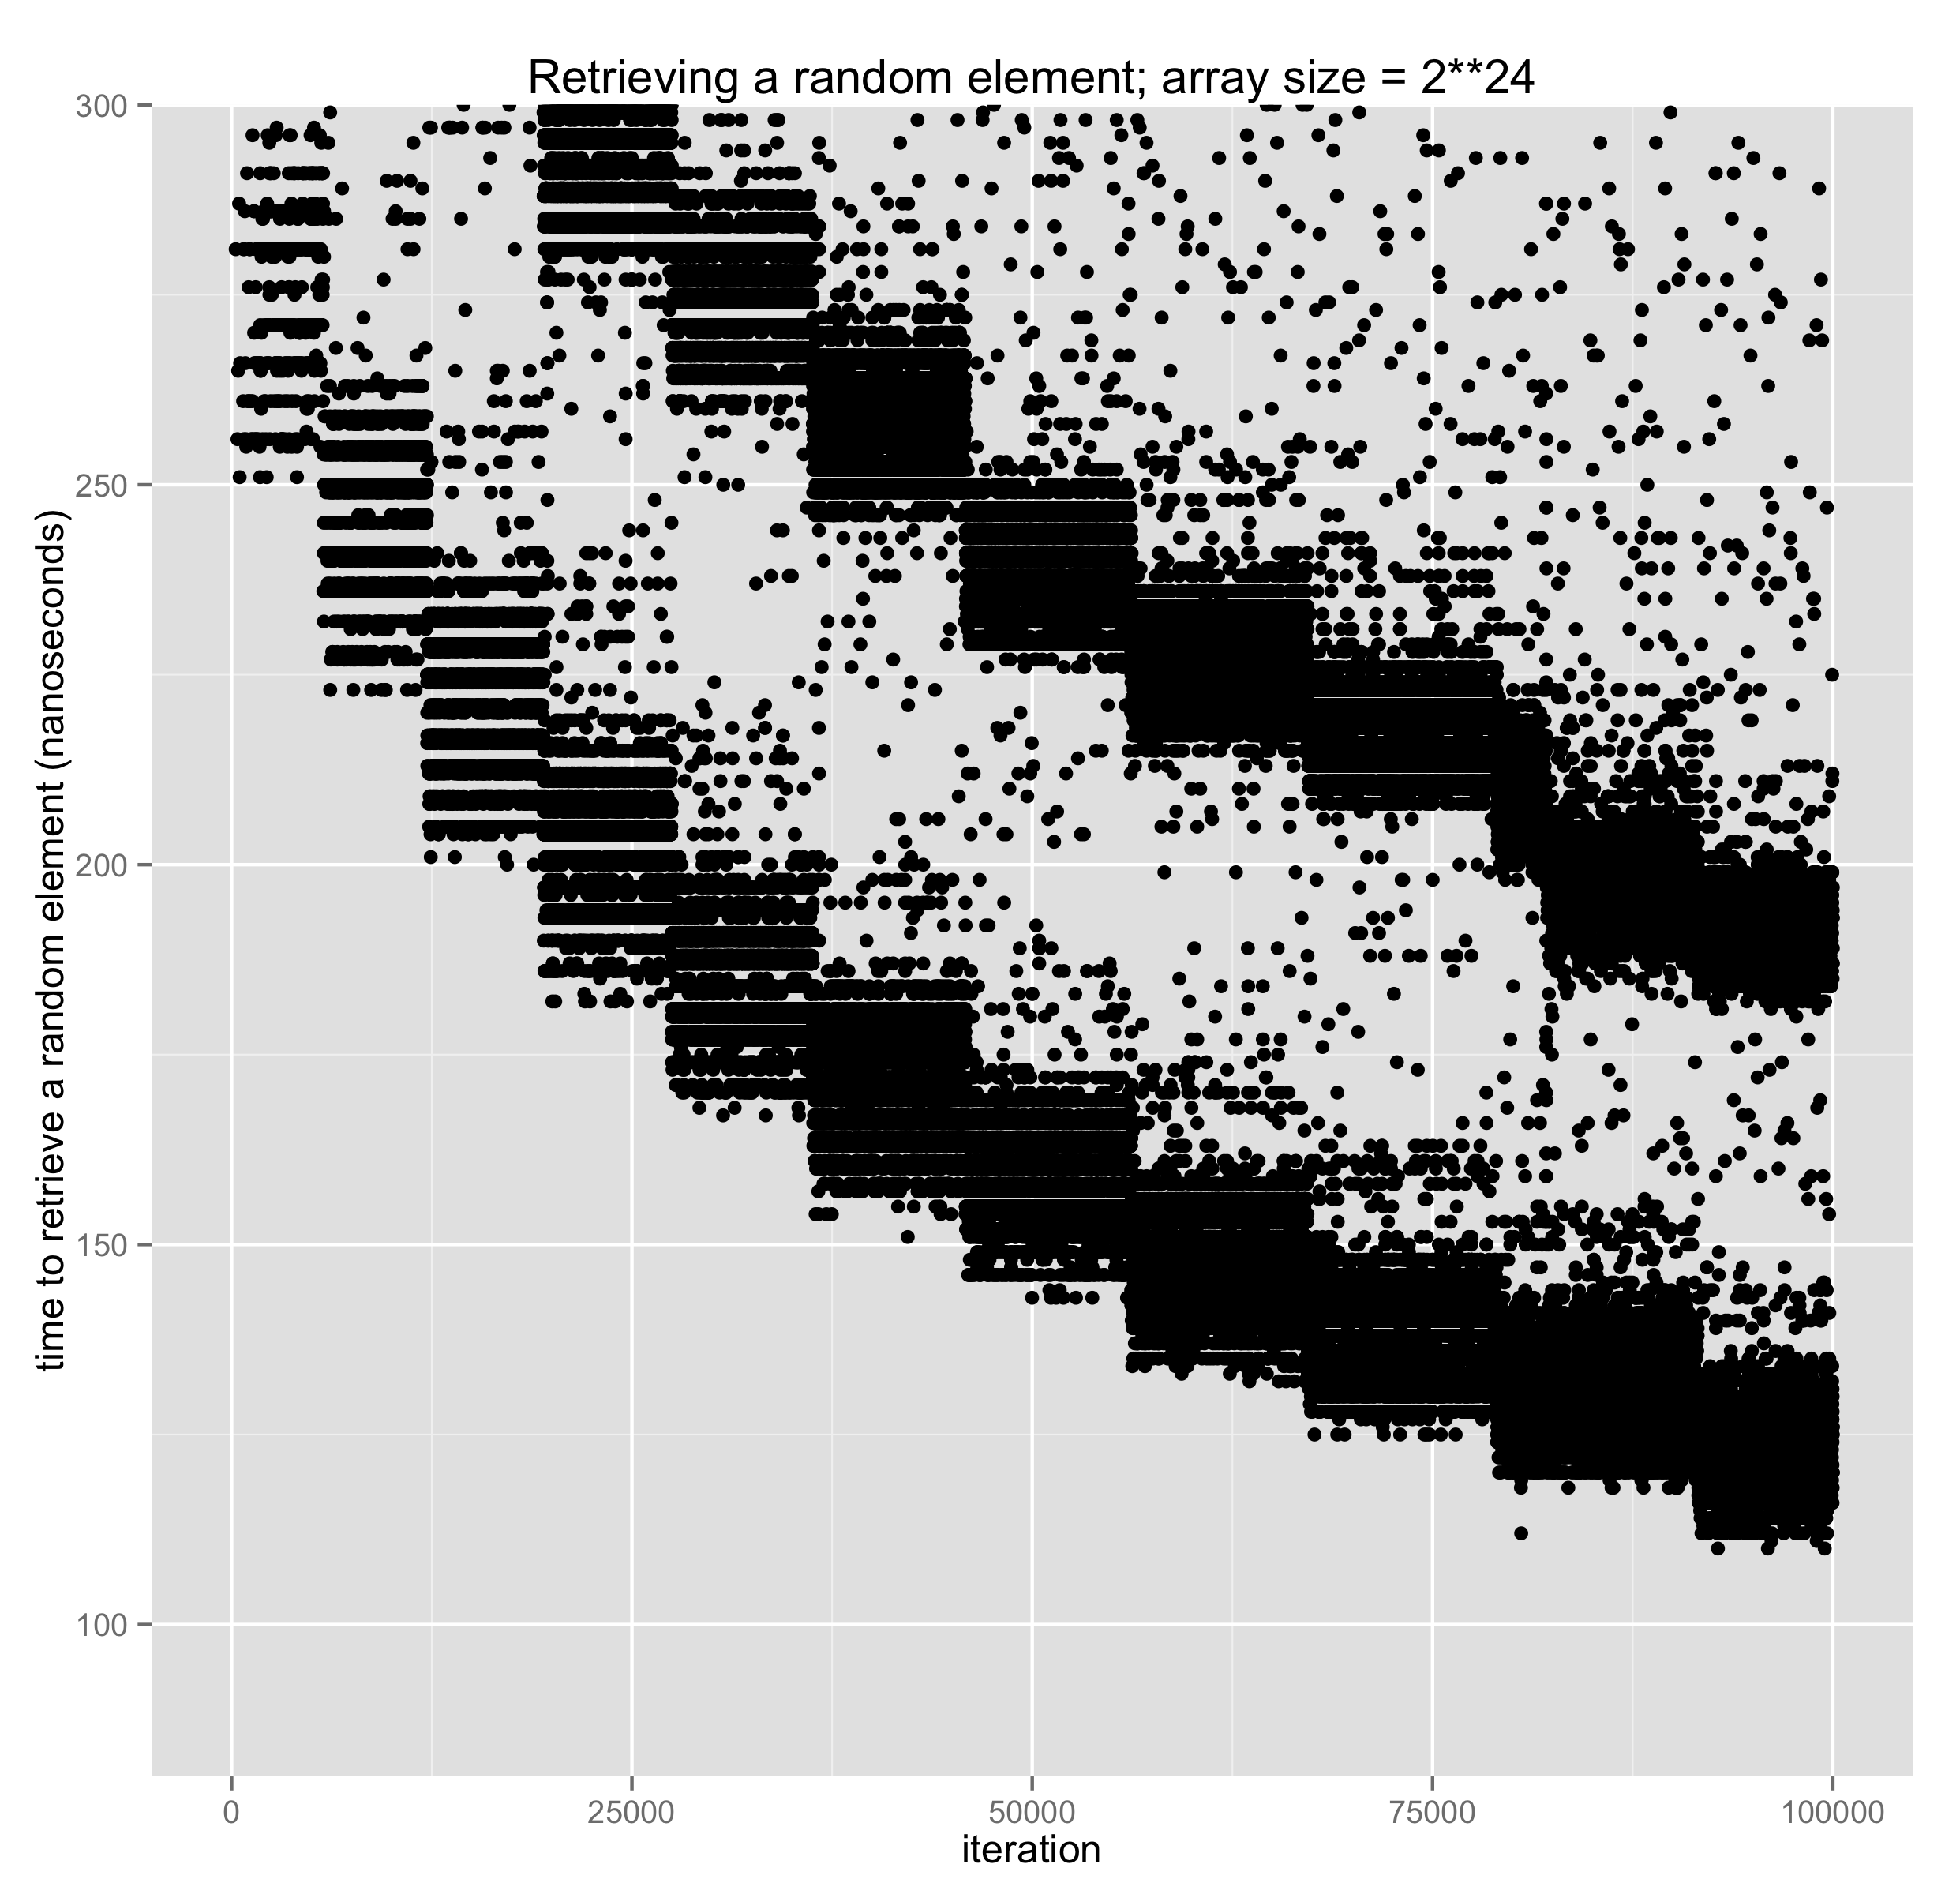 Retrieving a random element; array size = 2**24
time to retrieve a random element (nanoseconds)
300
250
200
150
100
0 25000 50000 75000 100000
iteration